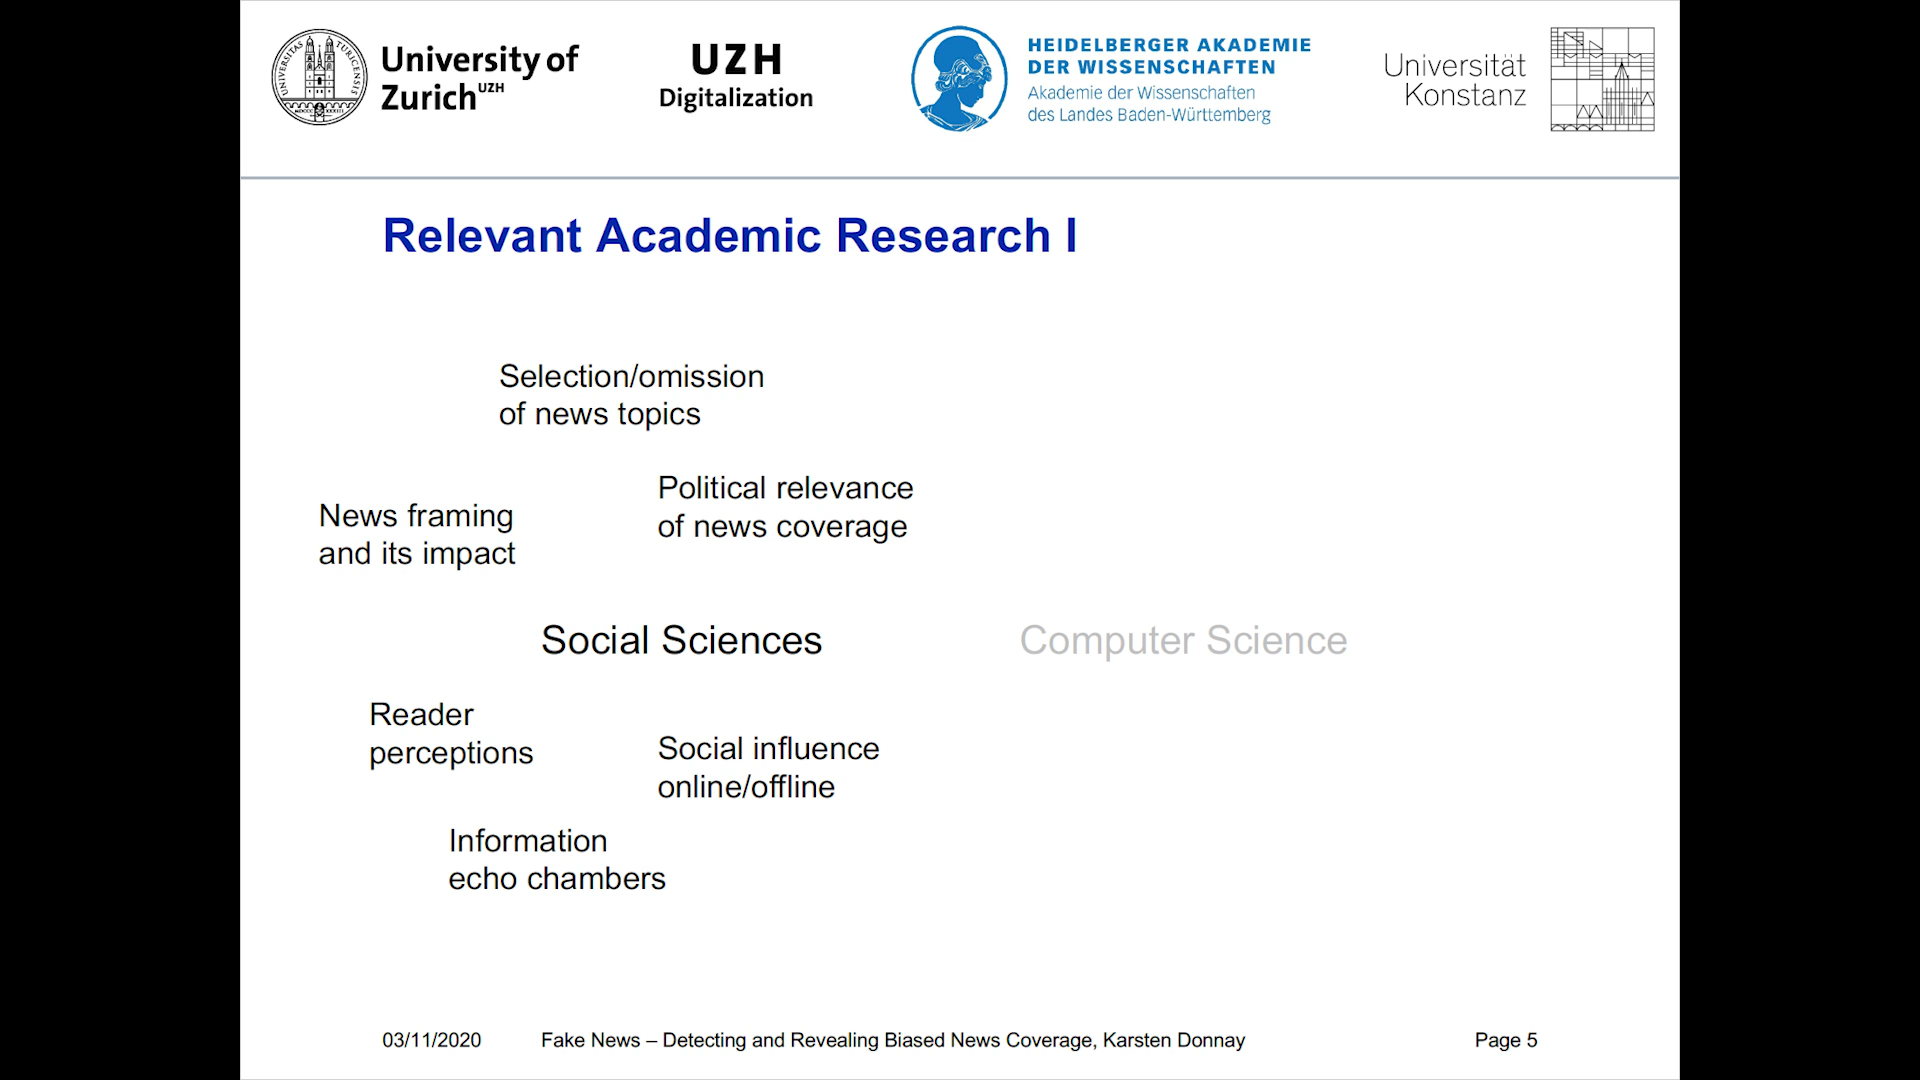 University of
Zurich UZH
UZH
Digitalization
HEIDELBERGER AKADEMIE
DER WISSENSCHAFTEN
Akademie der Wissenschaften
des Landes Baden-Württemberg
Universität
Konstanz
Relevant Academic Research I
Selection/omission
of news topics
Political relevance
of news coverage
News framing
and its impact
Social Sciences
Computer Science
Reader
perceptions
Social influence
online/offline
Information
echo chambers
03/11/2020
Fake News – Detecting and Revealing Biased News Coverage, Karsten Donnay
Page 5